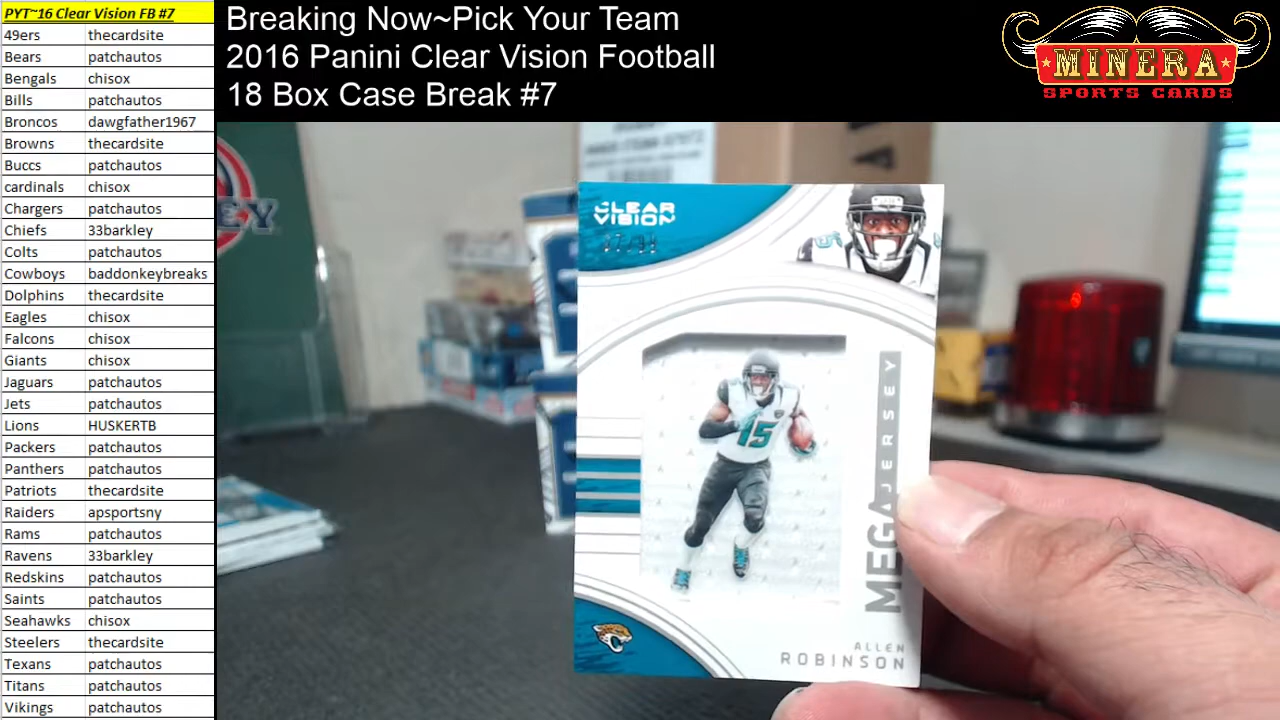 PYT~16 Clear Vision FB #7
49ers thecardsite
Bears patchautos
Bengals chisox
Bills patchautos
Broncos dawgfather1967
Browns thecardsite
Buccs patchautos
cardinals chisox
Chargers patchautos
Chiefs 33barkley
Colts patchautos
Cowboys baddonkeybreaks
Dolphins thecardsite
Eagles chisox
Falcons chisox
Giants chisox
Jaguars patchautos
Jets patchautos
Lions HUSKERTB
Packers patchautos
Panthers patchautos
Patriots thecardsite
Raiders apsportsny
Rams patchautos
Ravens 33barkley
Redskins patchautos
Saints patchautos
Seahawks chisox
Steelers thecardsite
Texans patchautos
Titans patchautos
Vikings patchautos
Breaking Now~Pick Your Team
2016 Panini Clear Vision Football
18 Box Case Break #7
MINERA
SPORTS CARDS
CLEAR
VISION
15
MEGA JERSEY
ALLEN
ROBINSON